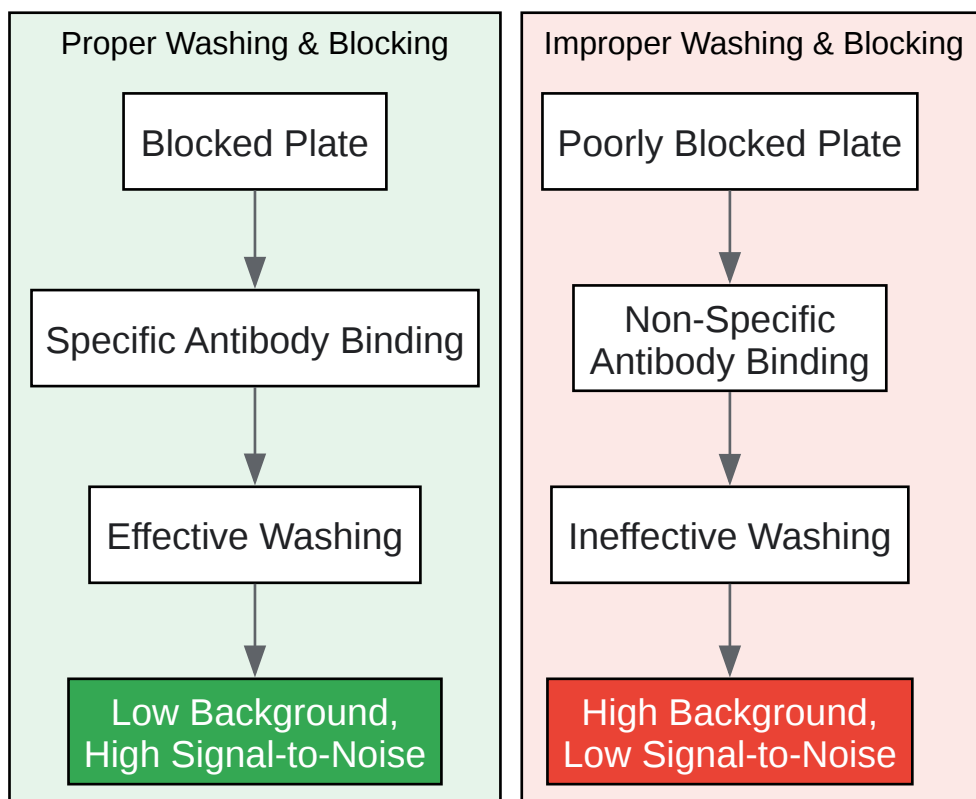 Proper Washing & Blocking
Blocked Plate
Specific Antibody Binding
Effective Washing
Low Background,
High Signal-to-Noise
Improper Washing & Blocking
Poorly Blocked Plate
Non-Specific
Antibody Binding
Ineffective Washing
High Background,
Low Signal-to-Noise